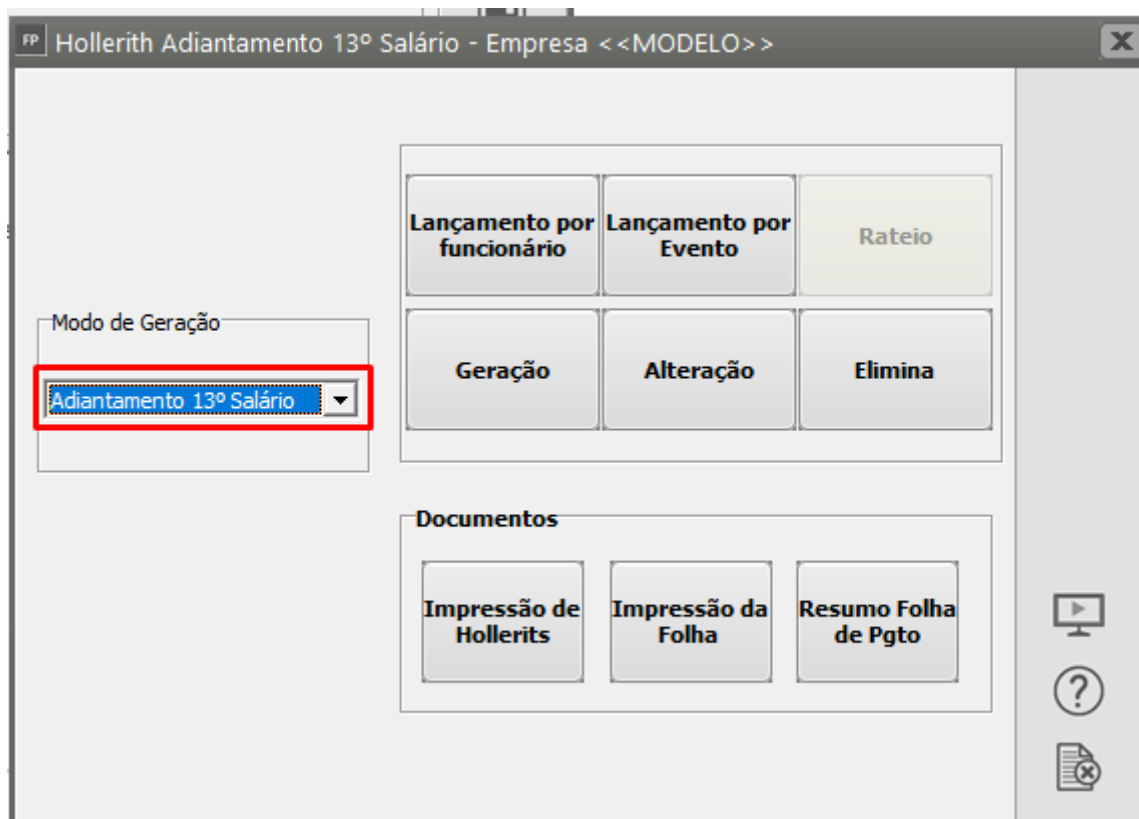 FP Hollerith Adiantamento 13º Salário - Empresa <<MODELO>>
Lançamento por
funcionário
Lançamento por
Evento
Rateio
Modo de Geração
Adiantamento 13º Salário
Geração
Alteração
Elimina
Documentos
Impressão de
Hollerits
Impressão da
Folha
Resumo Folha
de Pgto
?